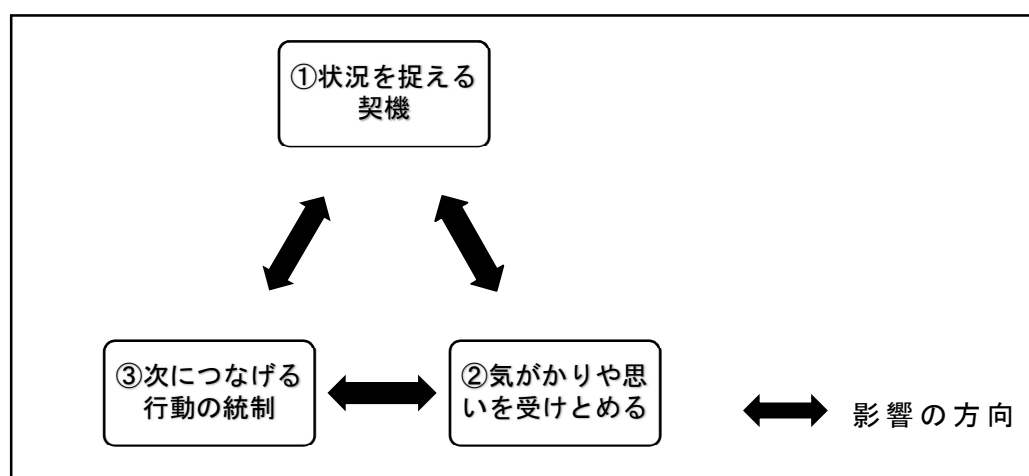 ①状況を捉える
契機
③次につなげる
行動の統制
②気がかりや思
いを受けとめる
影響の方向